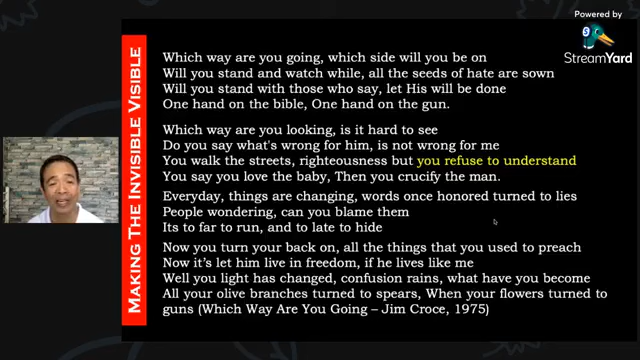 Powered by
StreamYard
Making The Invisible Visible
Which way are you going, which side will you be on
Will you stand and watch while, all the seeds of hate are sown
Will you stand with those who say, let His will be done
One hand on the bible, One hand on the gun.
Which way are you looking, is it hard to see
Do you say what's wrong for him, is not wrong for me
You walk the streets, righteousness but you refuse to understand
You say you love the baby, Then you crucify the man.
Everyday, things are changing, words once honored turned to lies
People wondering, can you blame them
Its to far to run, and to late to hide
Now you turn your back on, all the things that you used to preach
Now it's let him live in freedom, if he lives like me
Well you light has changed, confusion rains, what have you become
All your olive branches turned to spears, When your flowers turned to
guns (Which Way Are You Going – Jim Croce, 1975)